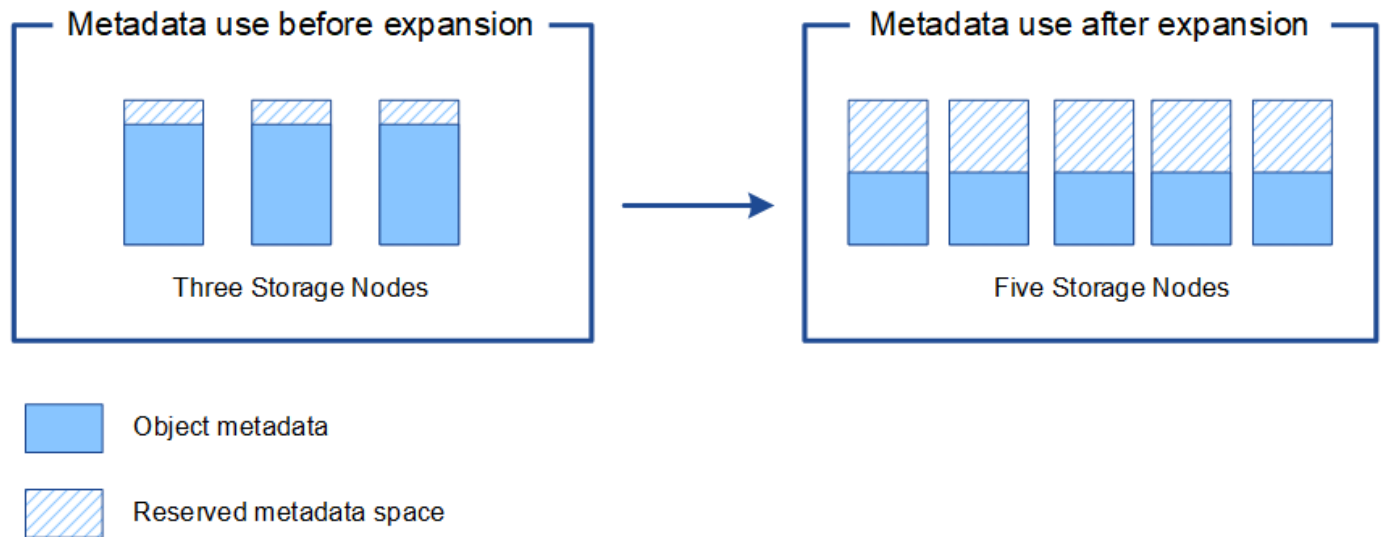 Metadata use before expansion
Metadata use after expansion
Three Storage Nodes
Five Storage Nodes
Object metadata
Reserved metadata space